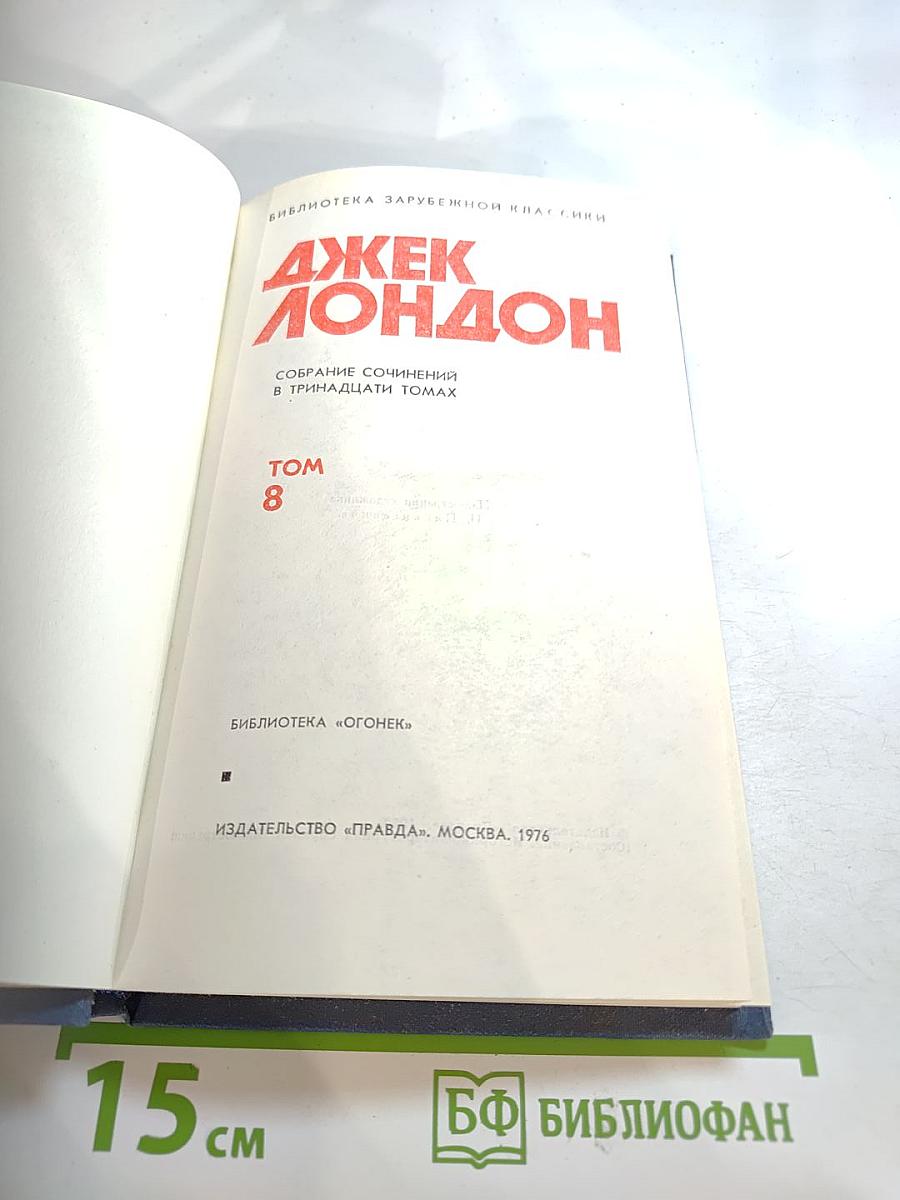 БИБЛИОТЕКА ЗАРУБЕЖНОЙ КЛАССИКИ
ДЖЕК
ЛОНДОН
СОБРАНИЕ СОЧИНЕНИЙ
В ТРИНАДЦАТИ ТОМАХ
ТОМ
8
БИБЛИОТЕКА «ОГОНЕК»
ИЗДАТЕЛЬСТВО «ПРАВДА». МОСКВА. 1976
15 см
БФ БИБЛИОФАН